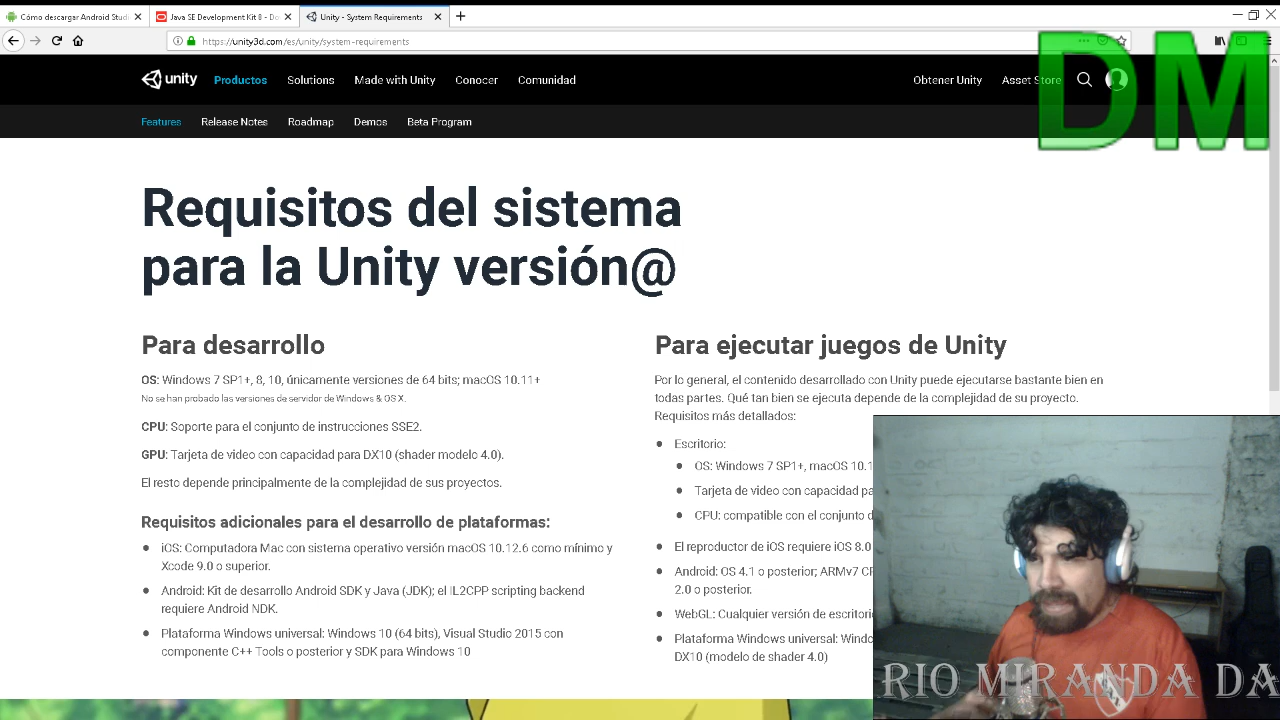 Cómo descargar Android Studi
Java SE Development Kit 8 - Do
Unity - System Requirements
https://unity3d.com/es/unity/system-requirements
unity Productos Solutions Made with Unity Conocer Comunidad Obtener Unity Asset Store
Features Release Notes Roadmap Demos Beta Program
DM
Requisitos del sistema
para la Unity versión@
Para desarrollo
OS: Windows 7 SP1+, 8, 10, únicamente versiones de 64 bits; macOS 10.11+
No se han probado las versiones de servidor de Windows & OS X.
CPU: Soporte para el conjunto de instrucciones SSE2.
GPU: Tarjeta de video con capacidad para DX10 (shader modelo 4.0).
El resto depende principalmente de la complejidad de sus proyectos.
Requisitos adicionales para el desarrollo de plataformas:
iOS: Computadora Mac con sistema operativo versión macOS 10.12.6 como mínimo y
Xcode 9.0 o superior.
Android: Kit de desarrollo Android SDK y Java (JDK); el IL2CPP scripting backend
requiere Android NDK.
Plataforma Windows universal: Windows 10 (64 bits), Visual Studio 2015 con
componente C++ Tools o posterior y SDK para Windows 10
Para ejecutar juegos de Unity
Por lo general, el contenido desarrollado con Unity puede ejecutarse bastante bien en
todas partes. Qué tan bien se ejecuta depende de la complejidad de su proyecto.
Requisitos más detallados:
Escritorio:
OS: Windows 7 SP1+, macOS 10.1
Tarjeta de video con capacidad pa
CPU: compatible con el conjunto d
El reproductor de iOS requiere iOS 8.0
Android: OS 4.1 o posterior; ARMv7 CP
2.0 o posterior.
WebGL: Cualquier versión de escritorio
Plataforma Windows universal: Windo
DX10 (modelo de shader 4.0)
RIO MIRANDA DA